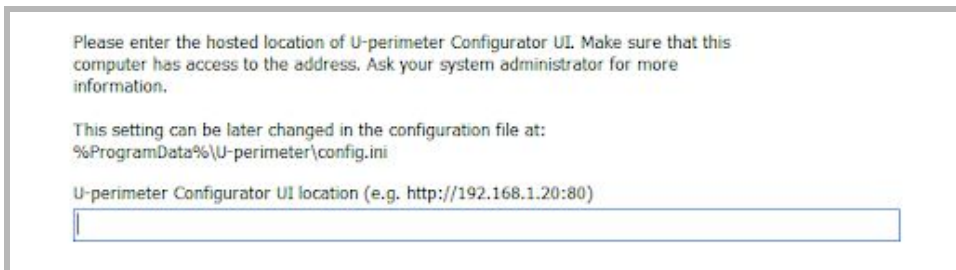 Please enter the hosted location of U-perimeter Configurator UI. Make sure that this
computer has access to the address. Ask your system administrator for more
information.
This setting can be later changed in the configuration file at:
%ProgramData%\U-perimeter\config.ini
U-perimeter Configurator UI location (e.g. http://192.168.1.20:80)